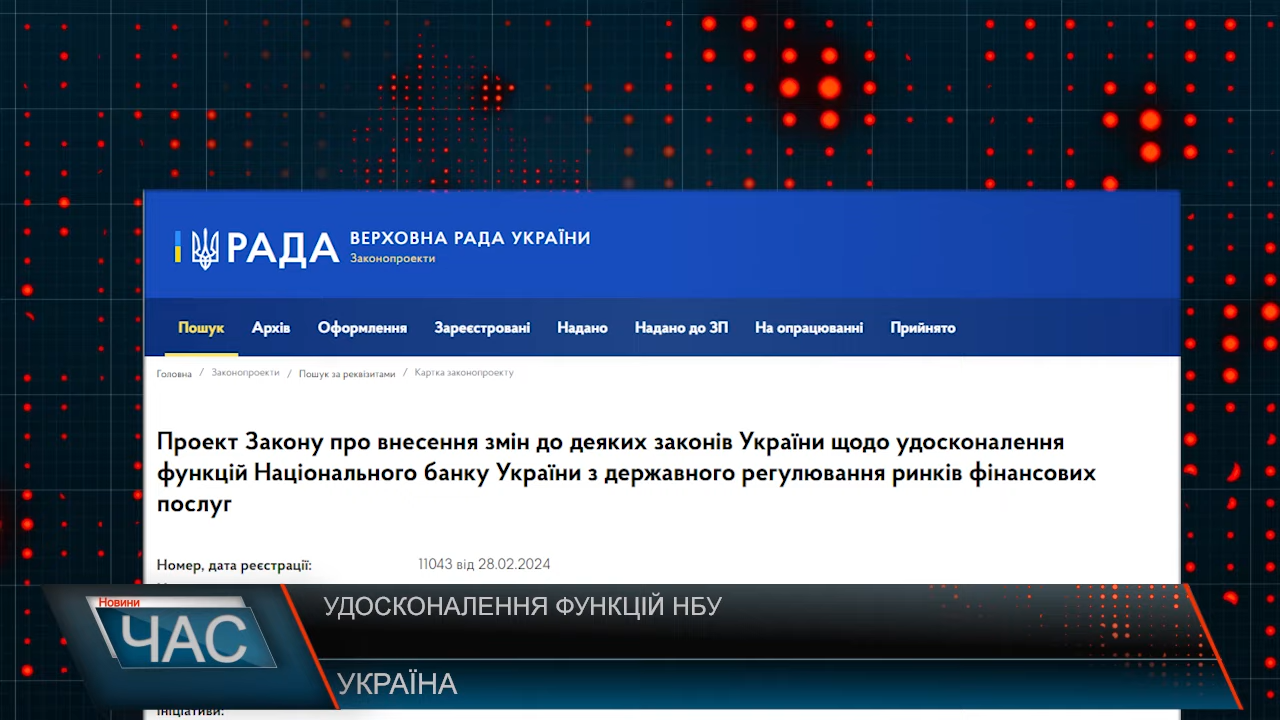 РАДА
ВЕРХОВНА РАДА УКРАЇНИ
Законопроекти
Пошук Архів Оформлення Зареєстровані Надано Надано до ЗП На опрацюванні Прийнято
Головна / Законопроекти / Пошук за реквізитами / Картка законопроекту
Проект Закону про внесення змін до деяких законів України щодо удосконалення
функцій Національного банку України з державного регулювання ринків фінансових
послуг
Номер, дата реєстрації: 11043 від 28.02.2024
Новини
ЧАС
УДОСКОНАЛЕННЯ ФУНКЦІЙ НБУ
УКРАЇНА
ініціативи: